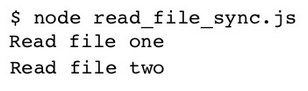 $ node read_file_sync.js
Read file one
Read file two